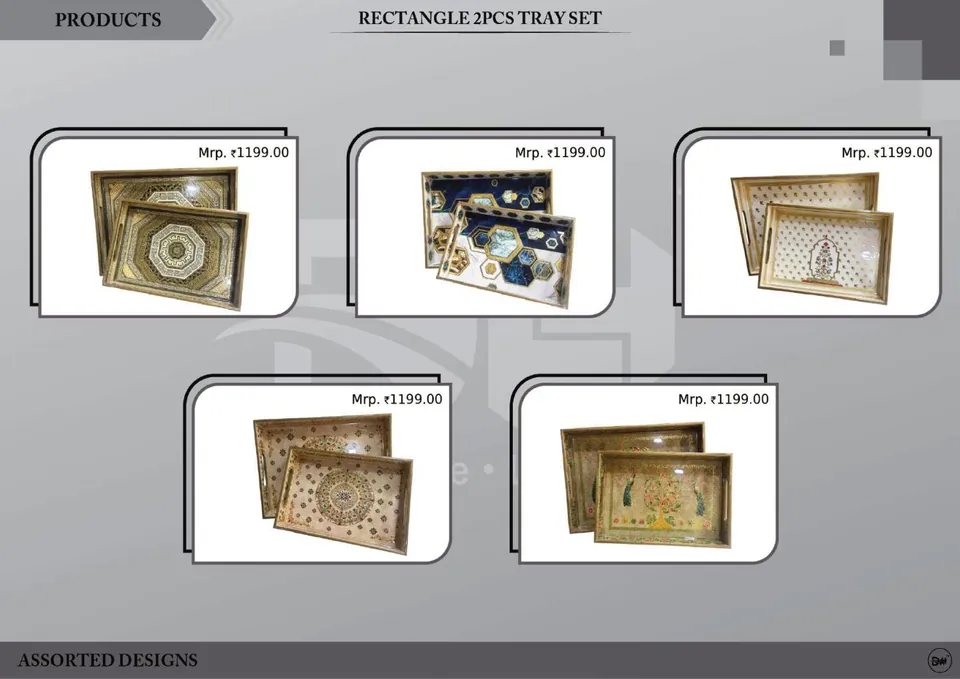 PRODUCTS
RECTANGLE 2PCS TRAY SET
Mrp. ₹1199.00
Mrp. ₹1199.00
Mrp. ₹1199.00
Mrp. ₹1199.00
Mrp. ₹1199.00
ASSORTED DESIGNS